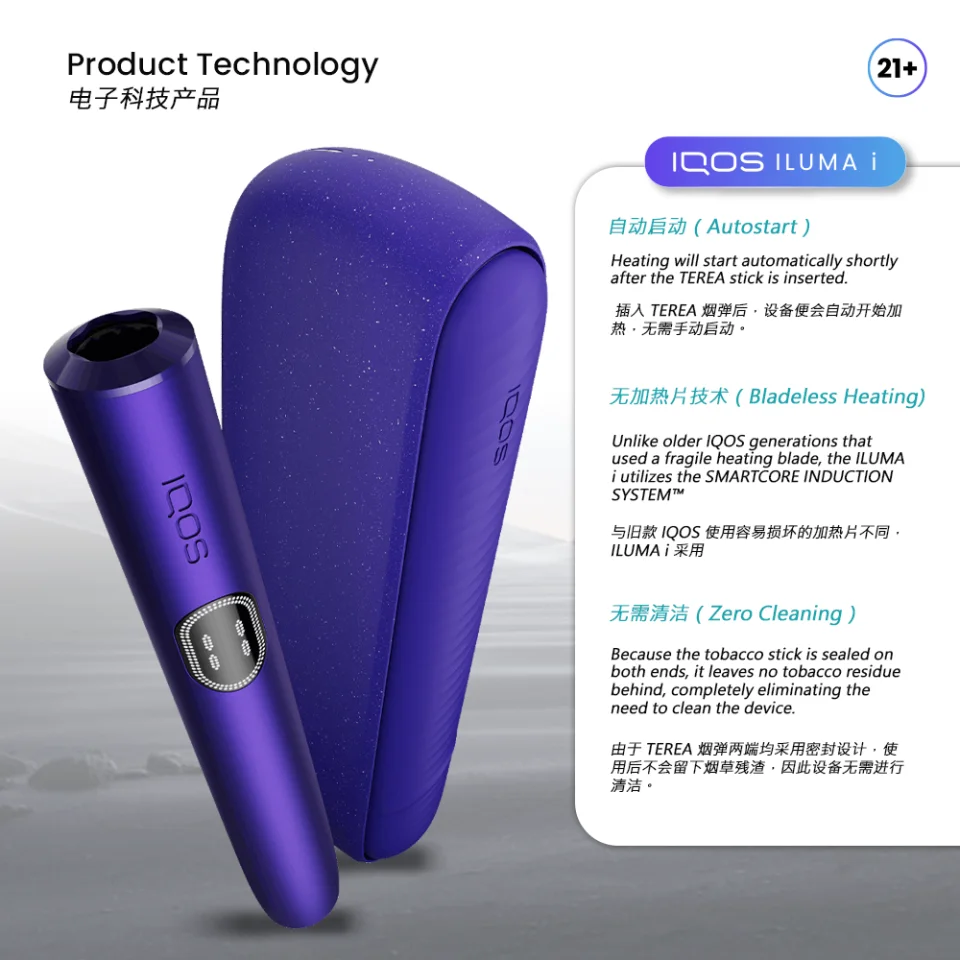 Product Technology
电子科技产品
21+
IQOS ILUMA i
自动启动 ( Autostart )
Heating will start automatically shortly
after the TEREA stick is inserted.
插入 TEREA 烟弹后，设备便会自动开始加
热，无需手动启动。
无加热片技术 ( Bladeless Heating)
Unlike older IQOS generations that
used a fragile heating blade, the ILUMA
i utilizes the SMARTCORE INDUCTION
SYSTEM™
与旧款 IQOS 使用容易损坏的加热片不同，
ILUMA i 采用
无需清洁 ( Zero Cleaning )
Because the tobacco stick is sealed on
both ends, it leaves no tobacco residue
behind, completely eliminating the
need to clean the device.
由于 TEREA 烟弹两端均采用密封设计，使
用后不会留下烟草残渣，因此设备无需进行
清洁。
IQOS
IQOS